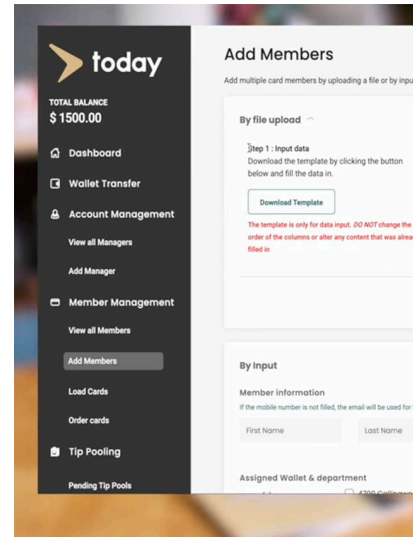 today
TOTAL BALANCE
$ 1500.00
Dashboard
Wallet Transfer
Account Management
View all Managers
Add Manager
Member Management
View all Members
Add Members
Load Cards
Order cards
Tip Pooling
Pending Tip Pools
Add Members
Add multiple card members by uploading a file or by
By file upload
Step 1 : Input data
Download the template by clicking the button
below and fill the data in.
Download Template
The template is only for data input. DO NOT change the
order of the columns or alter any content that was
filled in
By Input
Member information
If the mobile number is not filled, the email will be used for
First Name
Last Name
Assigned Wallet & department